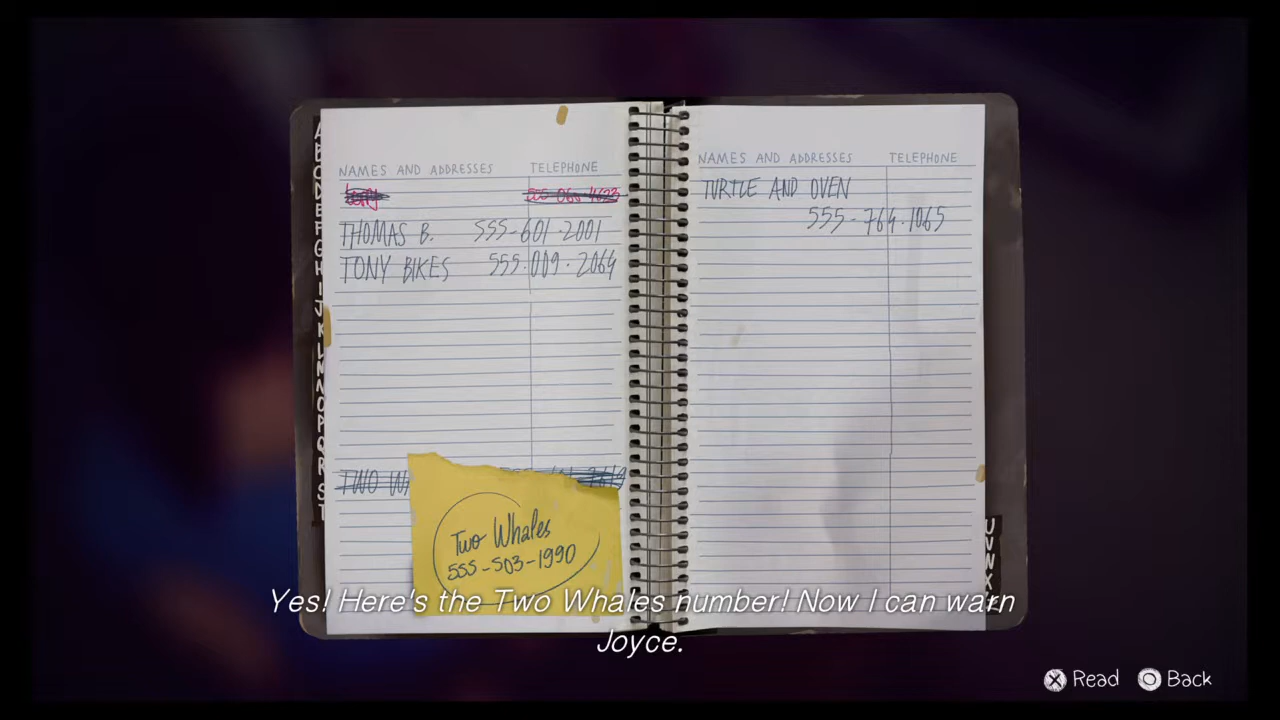 NAMES AND ADDRESSES TELEPHONE
THOMAS B. 555-601-2001
TONY BIKES 555.009.2064
TWO
Two Whales
555-503-1990
NAMES AND ADDRESSES TELEPHONE
TURTLE AND OVEN
555-764.1065
A
B
C
D
E
F
G
H
I
J
K
L
M
N
O
P
Q
R
S
T
JUNK
Yes! Here's the Two Whales number! Now I can warn
Joyce.
Read Back